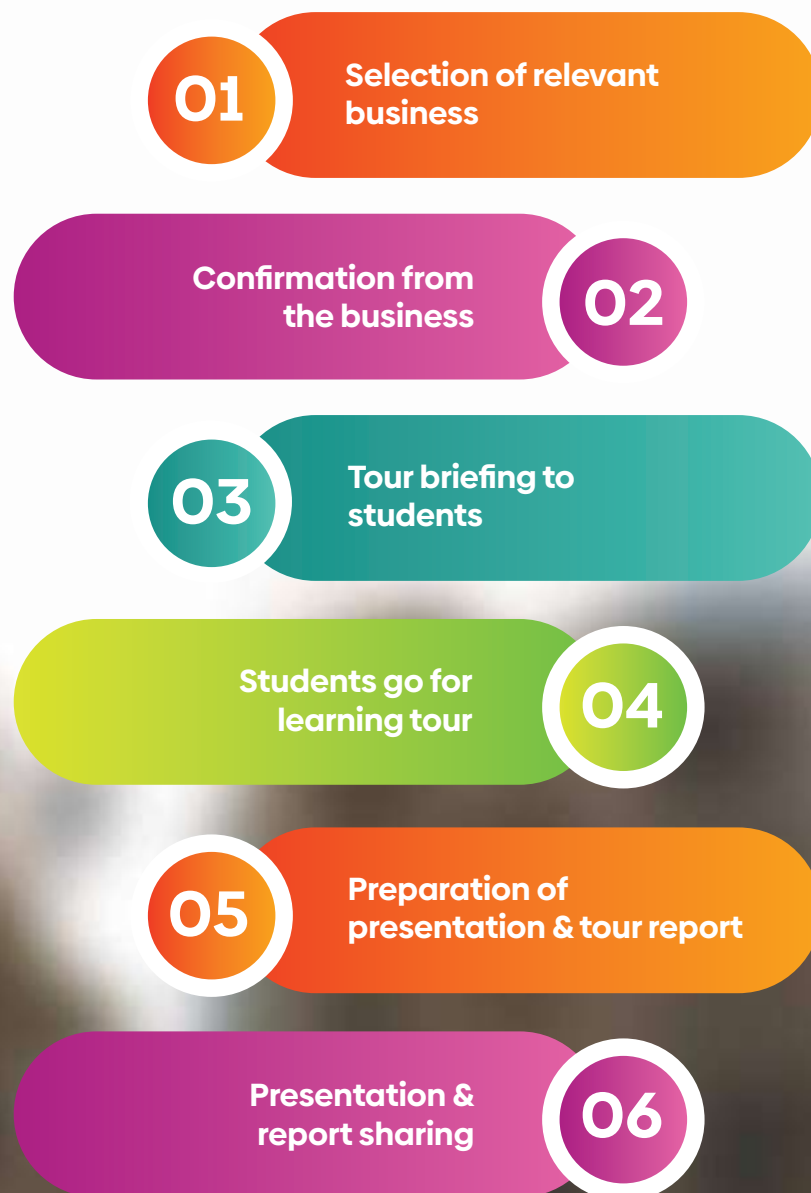 01
Selection of relevant
business
Confirmation from
the business
02
03
Tour briefing to
students
Students go for
learning tour
04
05
Preparation of
presentation & tour report
Presentation &
report sharing
06